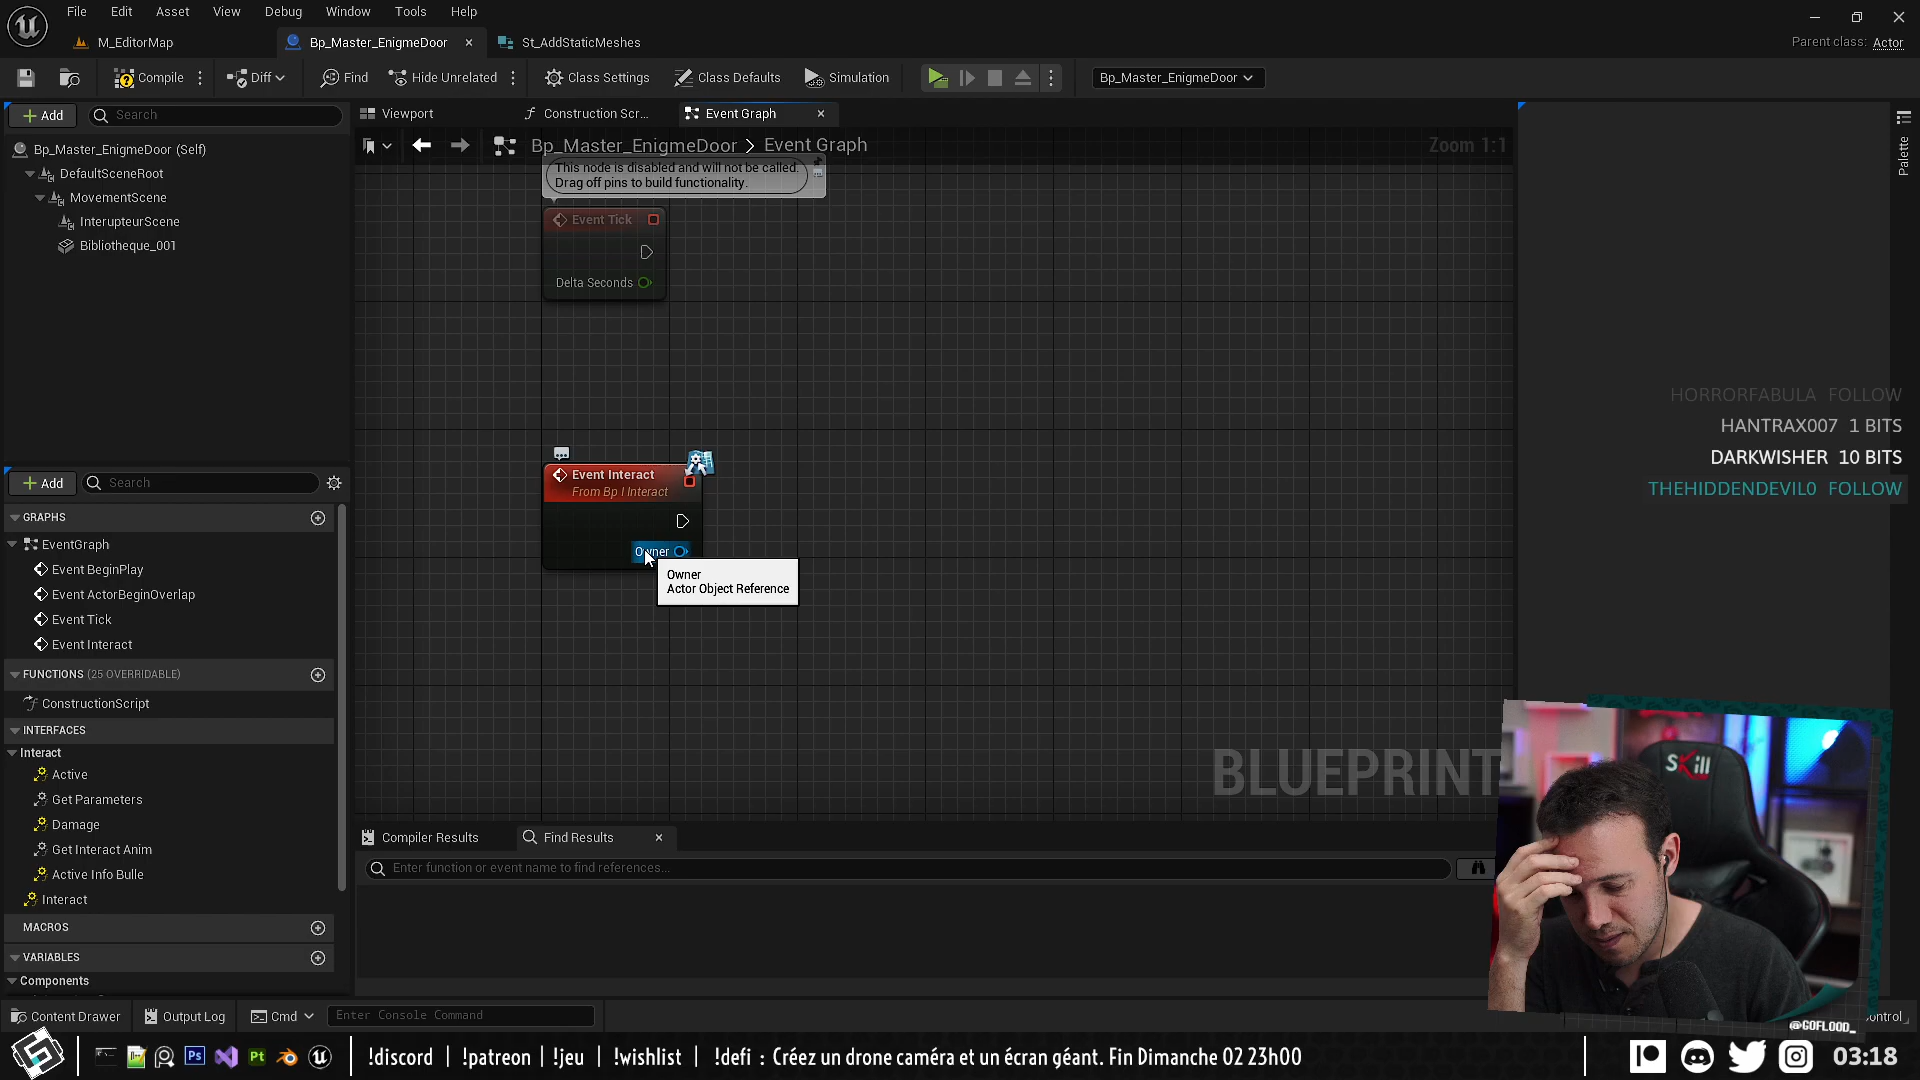 File Edit Asset View Debug Window Tools Help
M_EditorMap
Bp_Master_EnigmeDoor
St_AddStaticMeshes
Parent class: Actor
Compile
Diff
Find
Hide Unrelated
Class Settings
Class Defaults
Simulation
Bp_Master_EnigmeDoor
Add
Search
Viewport
Construction Scr...
Event Graph
Palette
Bp_Master_EnigmeDoor (Self)
DefaultSceneRoot
MovementScene
InterupteurScene
Bibliotheque_001
Bp_Master_EnigmeDoor > Event Graph
Zoom 1:1
This node is disabled and will not be called.
Drag off pins to build functionality.
Event Tick
Delta Seconds
HORRORFABULA FOLLOW
HANTRAX007 1 BITS
DARKWISHER 10 BITS
THEHIDDENDEVIL0 FOLLOW
Event Interact
From Bp I Interact
Owner
Owner
Actor Object Reference
BLUEPRINT
Add
Search
GRAPHS
EventGraph
Event BeginPlay
Event ActorBeginOverlap
Event Tick
Event Interact
FUNCTIONS (25 OVERRIDABLE)
ConstructionScript
INTERFACES
Interact
Active
Get Parameters
Damage
Get Interact Anim
Active Info Bulle
Interact
MACROS
VARIABLES
Components
Compiler Results
Find Results
Enter function or event name to find references...
Content Drawer
Output Log
Cmd
Enter Console Command
@GOFLOOD_
!discord | !patreon | !jeu | !wishlist | !defi : Créez un drone caméra et un écran géant. Fin Dimanche 02 23h00
03:18